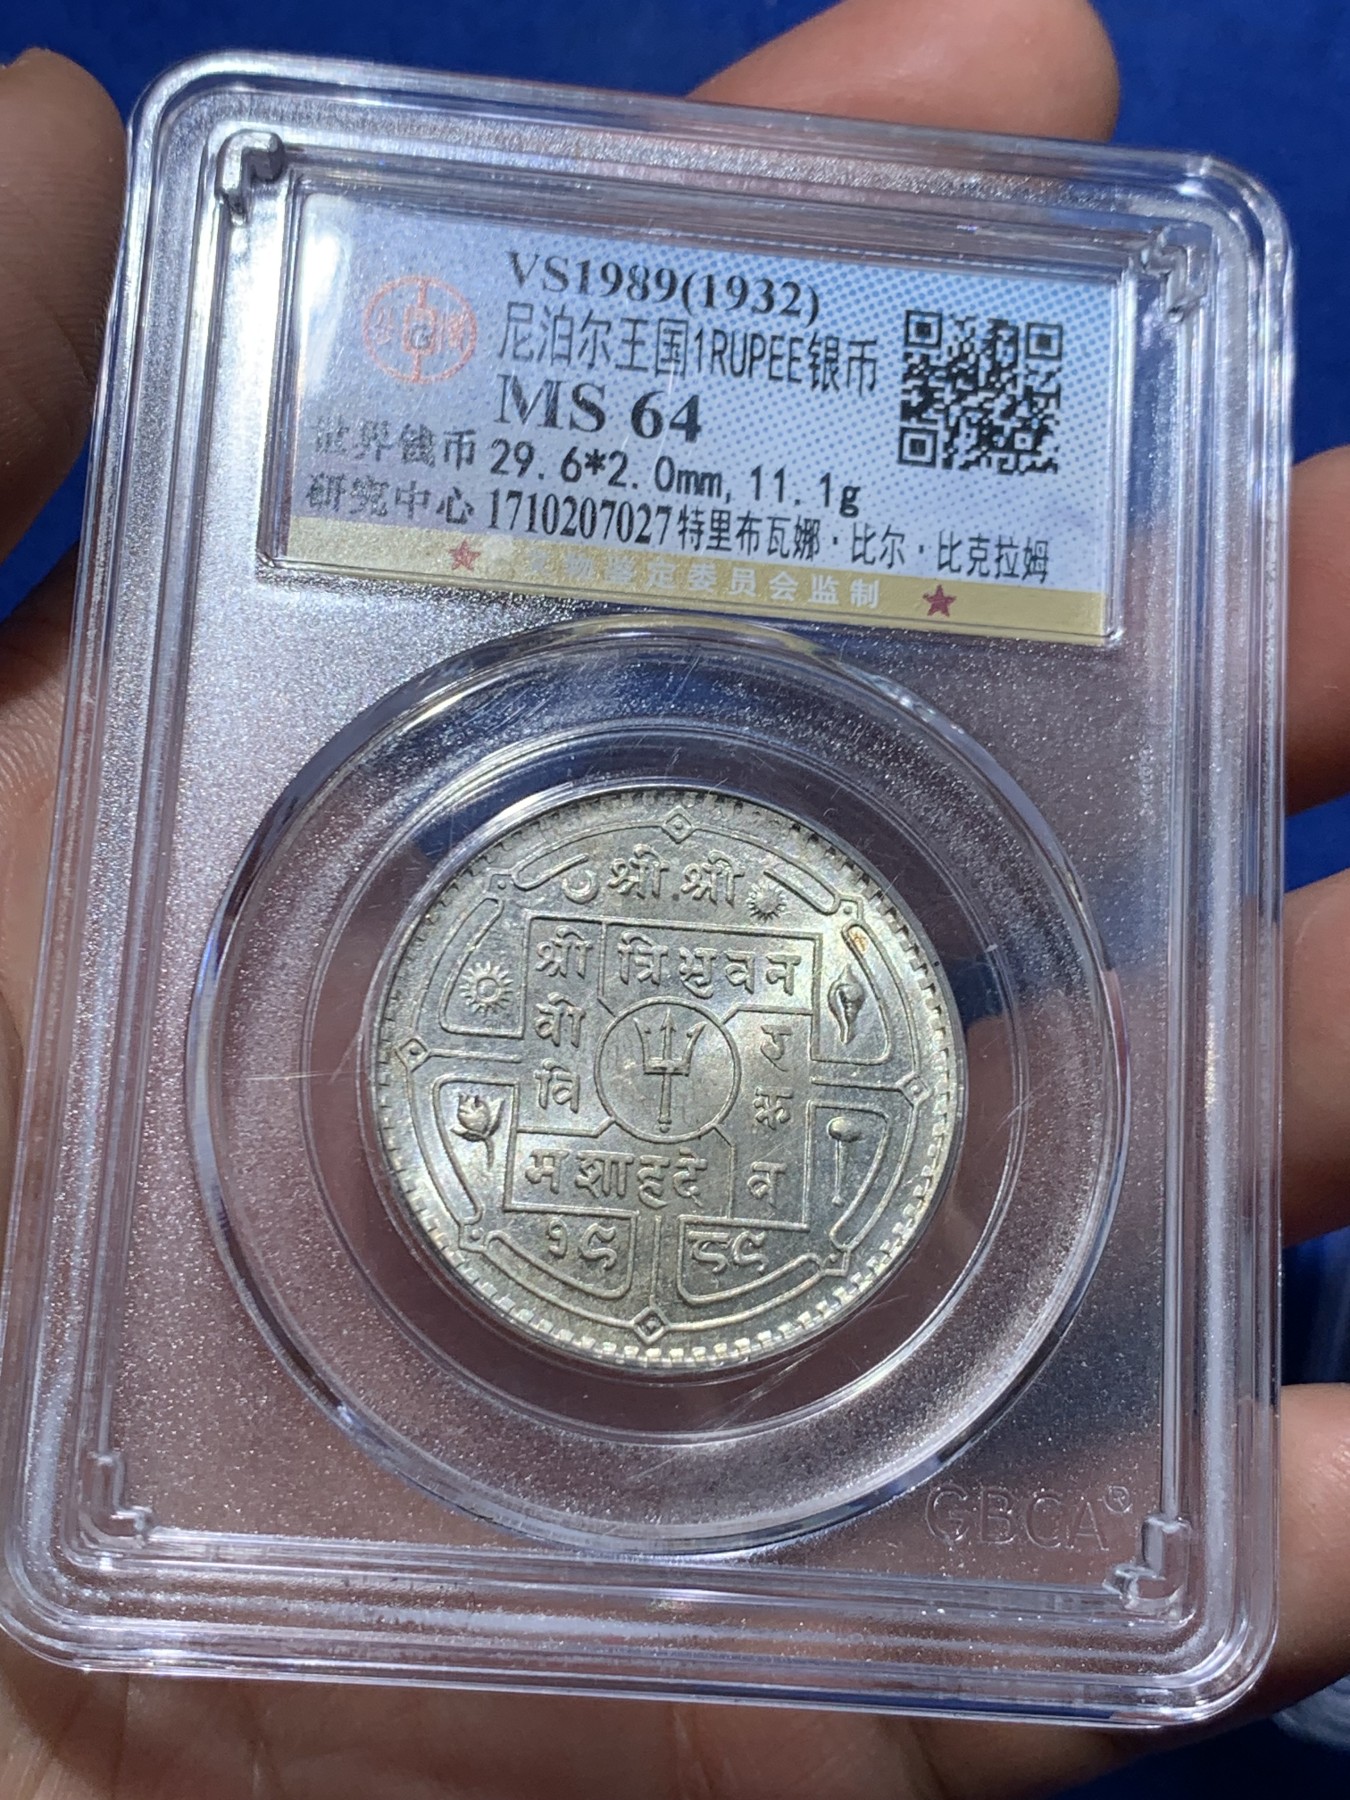 VS1989(1932)
尼泊尔王国1RUPEE银币
MS 64
世界钱币
29.6*2.0mm, 11.1g
研究中心
1710207027 特里布瓦娜·比尔·比克拉姆
文物鉴定委员会监制
श्री श्री
श्री त्रिभुवन
वी
वि
मशाहदे व
१९ ८९
GBCA®